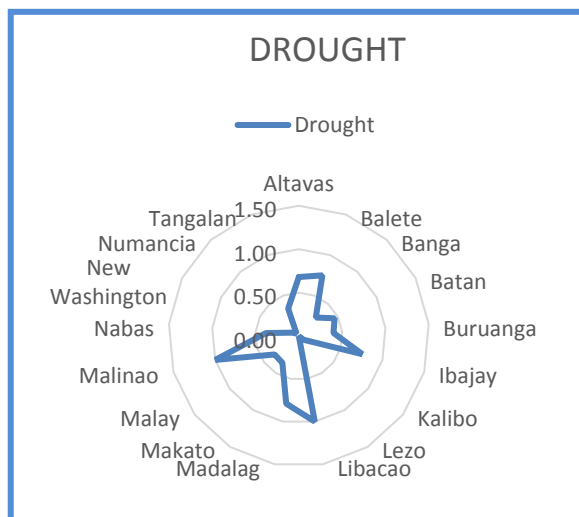 DROUGHT
Drought
Altavas
1.50
Tangalan
Balete
Numancia
Banga
1.00
New
Washington
Batan
0.50
Nabas
Buruanga
0.00
Malinao
Ibajay
Malay
Kalibo
Makato
Lezo
Madalag
Libacao